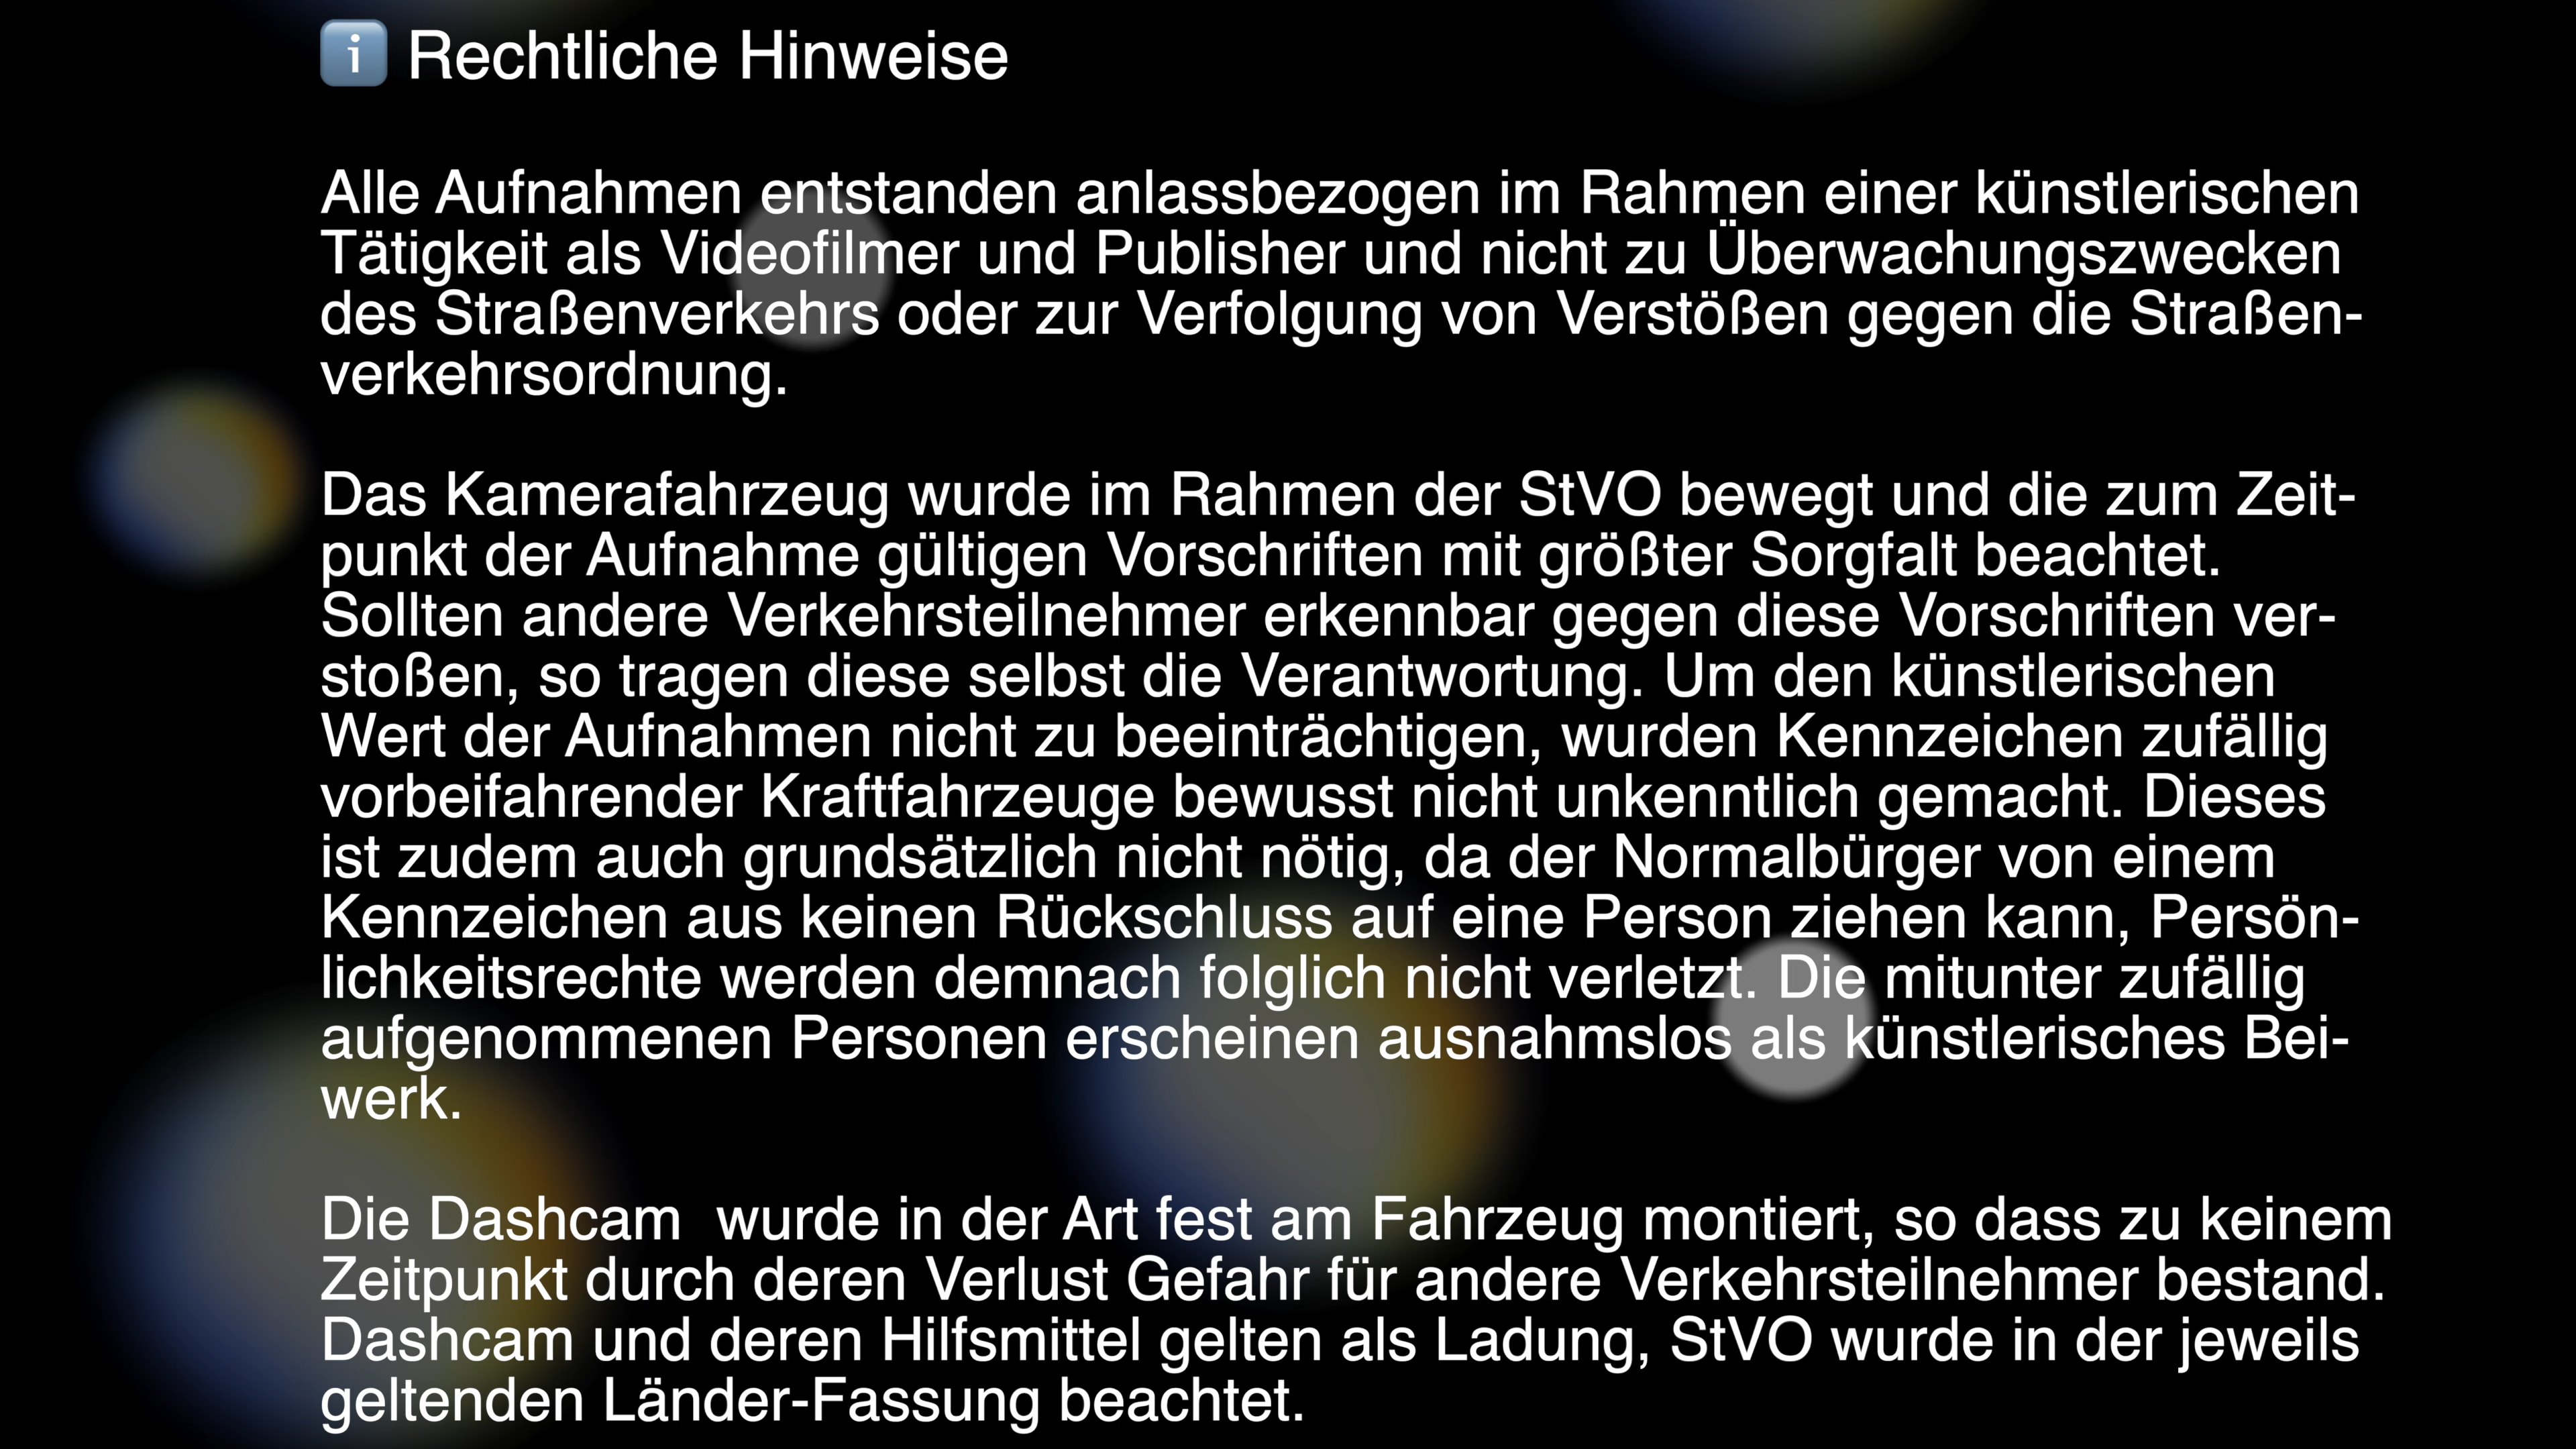 ℹ️ Rechtliche Hinweise
Alle Aufnahmen entstanden anlassbezogen im Rahmen einer künstlerischen
Tätigkeit als Videofilmer und Publisher und nicht zu Überwachungszwecken
des Straßenverkehrs oder zur Verfolgung von Verstößen gegen die Straßen-
verkehrsordnung.
Das Kamerafahrzeug wurde im Rahmen der StVO bewegt und die zum Zeit-
punkt der Aufnahme gültigen Vorschriften mit größter Sorgfalt beachtet.
Sollten andere Verkehrsteilnehmer erkennbar gegen diese Vorschriften ver-
stoßen, so tragen diese selbst die Verantwortung. Um den künstlerischen
Wert der Aufnahmen nicht zu beeinträchtigen, wurden Kennzeichen zufällig
vorbeifahrender Kraftfahrzeuge bewusst nicht unkenntlich gemacht. Dieses
ist zudem auch grundsätzlich nicht nötig, da der Normalbürger von einem
Kennzeichen aus keinen Rückschluss auf eine Person ziehen kann, Persön-
lichkeitsrechte werden demnach folglich nicht verletzt. Die mitunter zufällig
aufgenommenen Personen erscheinen ausnahmslos als künstlerisches Bei-
werk.
Die Dashcam  wurde in der Art fest am Fahrzeug montiert, so dass zu keinem
Zeitpunkt durch deren Verlust Gefahr für andere Verkehrsteilnehmer bestand.
Dashcam und deren Hilfsmittel gelten als Ladung, StVO wurde in der jeweils
geltenden Länder-Fassung beachtet.